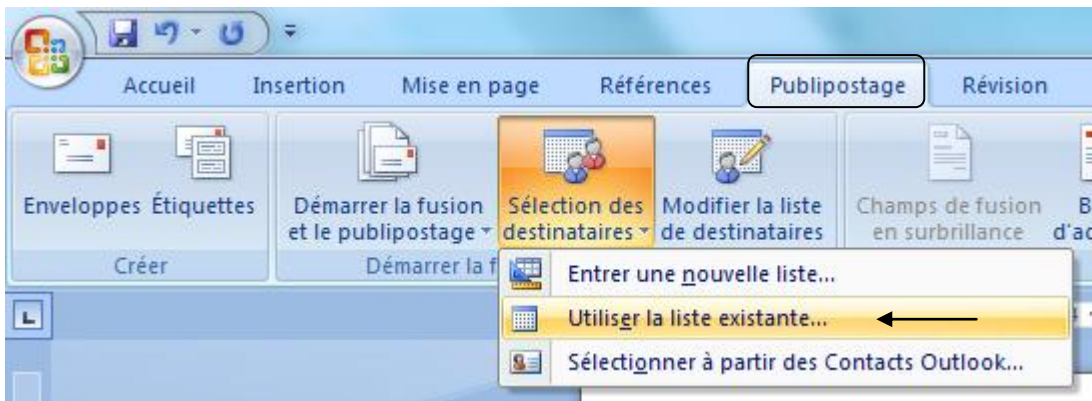 Accueil Insertion Mise en page Références Publipostage Révision
Enveloppes Étiquettes Démarrer la fusion Sélection des Modifier la liste Champs de fusion
et le publipostage destinataires de destinataires en surbrillance
Créer Démarrer la f
Entrer une nouvelle liste...
L Utiliser la liste existante...
Sélectionner à partir des Contacts Outlook...